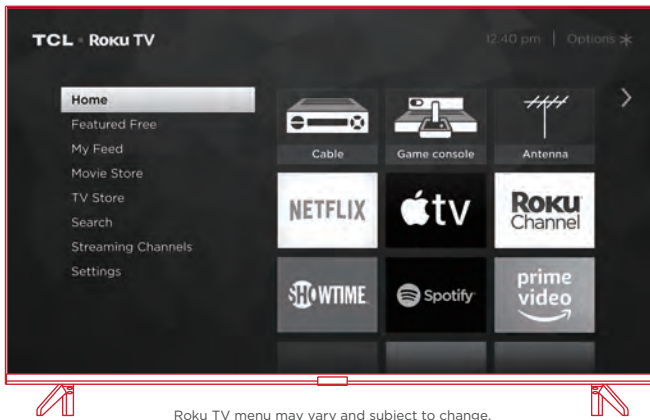 TCL • ROKU TV
12:40 pm | Options
Home
Featured Free
My Feed
Movie Store
TV Store
Search
Streaming Channels
Settings
Cable
Game console
Antenna
NETFLIX
tv
ROKU
Channel
SHOWTIME
Spotify
prime
video
Roku TV menu may vary and subject to change.